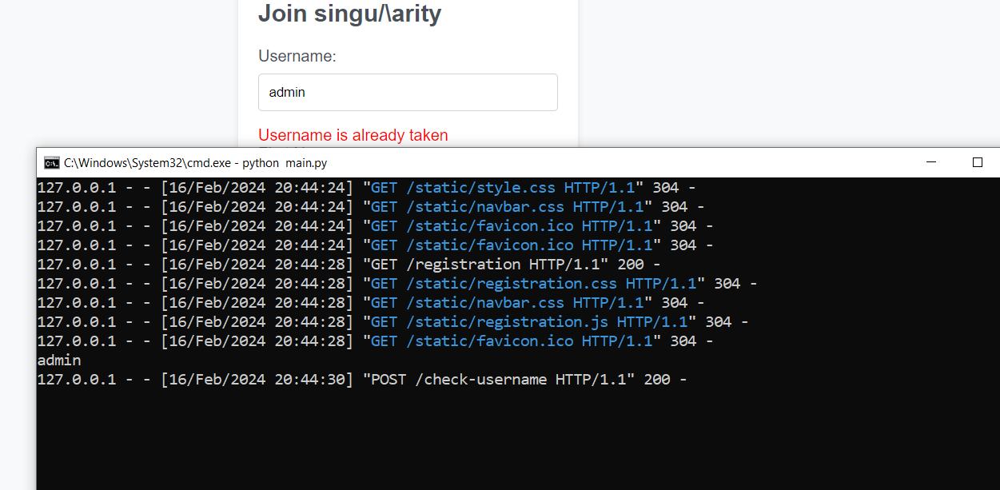 Join singu/\arity
Username:
admin
Username is already taken
C:\Windows\System32\cmd.exe - python  main.py
127.0.0.1 - - [16/Feb/2024 20:44:24] "GET /static/style.css HTTP/1.1" 304 -
127.0.0.1 - - [16/Feb/2024 20:44:24] "GET /static/navbar.css HTTP/1.1" 304 -
127.0.0.1 - - [16/Feb/2024 20:44:24] "GET /static/favicon.ico HTTP/1.1" 304 -
127.0.0.1 - - [16/Feb/2024 20:44:24] "GET /static/favicon.ico HTTP/1.1" 304 -
127.0.0.1 - - [16/Feb/2024 20:44:28] "GET /registration HTTP/1.1" 200 -
127.0.0.1 - - [16/Feb/2024 20:44:28] "GET /static/registration.css HTTP/1.1" 304 -
127.0.0.1 - - [16/Feb/2024 20:44:28] "GET /static/navbar.css HTTP/1.1" 304 -
127.0.0.1 - - [16/Feb/2024 20:44:28] "GET /static/registration.js HTTP/1.1" 304 -
127.0.0.1 - - [16/Feb/2024 20:44:28] "GET /static/favicon.ico HTTP/1.1" 304 -
admin
127.0.0.1 - - [16/Feb/2024 20:44:30] "POST /check-username HTTP/1.1" 200 -